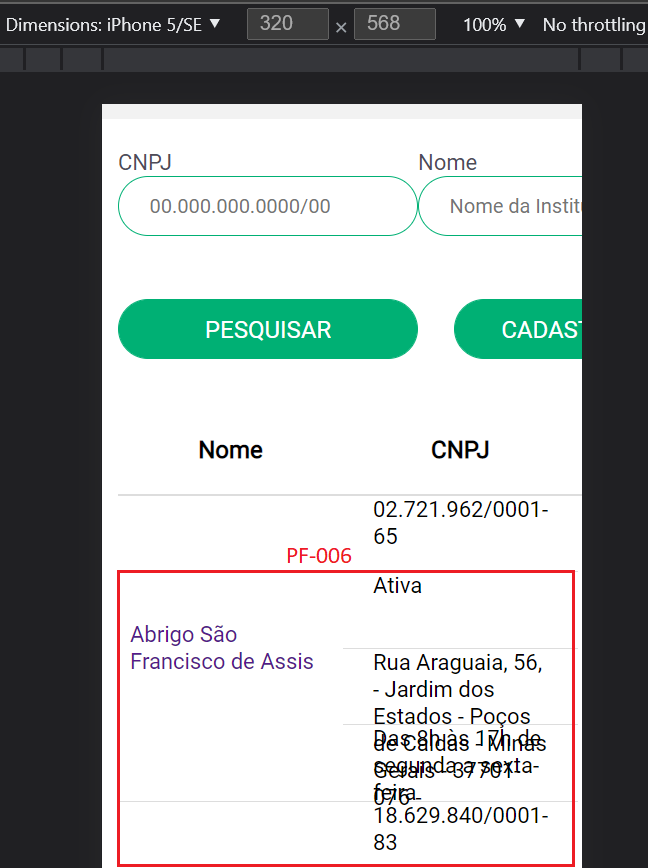 Dimensions: iPhone 5/SE ▼ 320 × 568 100% ▼ No throttling
CNPJ Nome
00.000.000.0000/00 Nome da Institu
PESQUISAR CADAST
Nome CNPJ
02.721.962/0001-
65
PF-006
Ativa
Abrigo São
Francisco de Assis
Rua Araguaia, 56,
- Jardim dos
Estados - Poços
de Caldas - Minas
Gerais - 37701-
076 -
Das 8h às 17h de
segunda a sexta-
feira
18.629.840/0001-
83